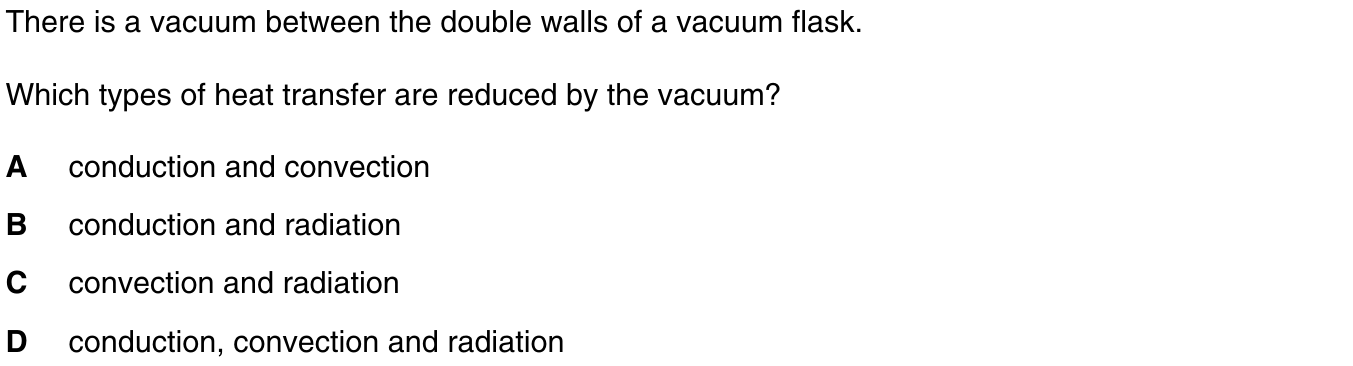 There is a vacuum between the double walls of a vacuum flask.
Which types of heat transfer are reduced by the vacuum?
A conduction and convection
B conduction and radiation
C convection and radiation
D conduction, convection and radiation